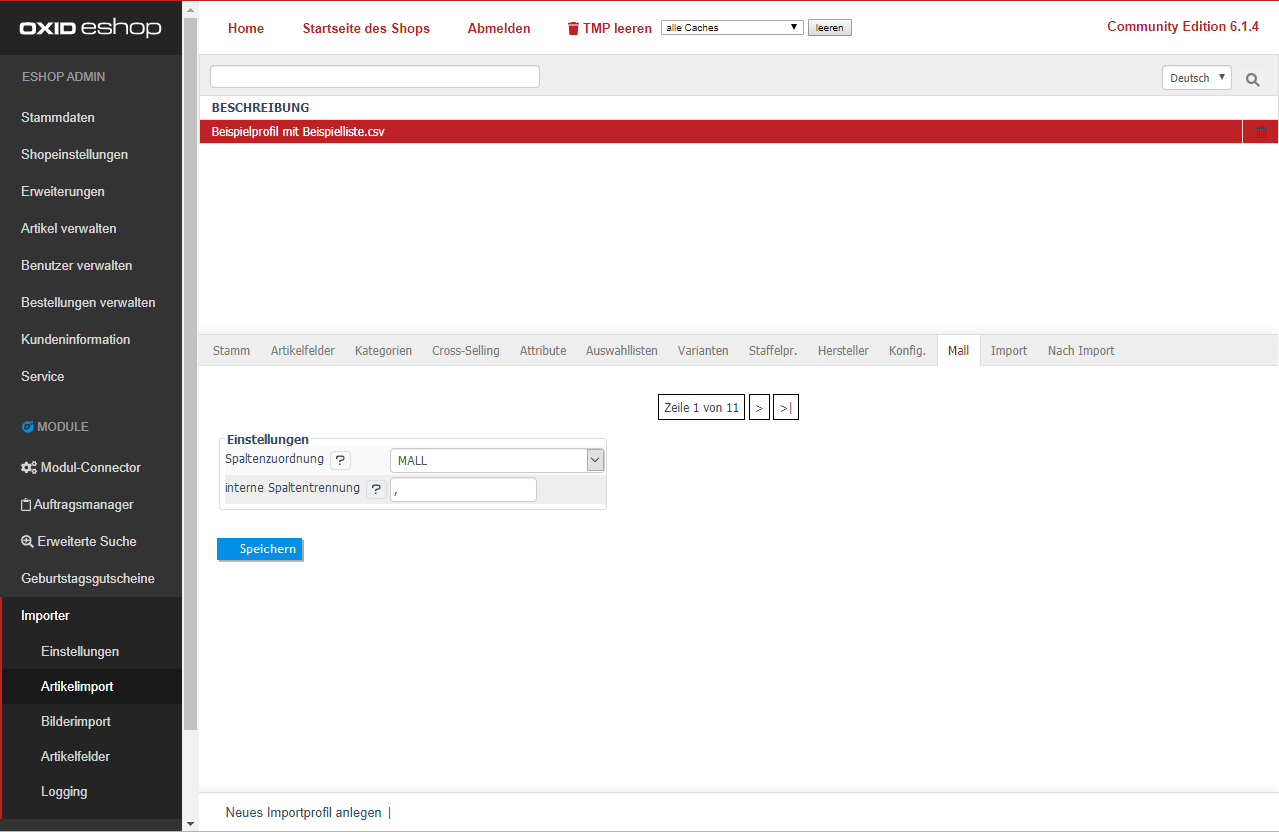 OXID eshop
Home Startseite des Shops Abmelden TMP leeren alle Caches leeren Community Edition 6.1.4
ESHOP ADMIN
Stammdaten
Shopeinstellungen
Erweiterungen
Artikel verwalten
Benutzer verwalten
Bestellungen verwalten
Kundeninformation
Service
MODULE
Modul-Connector
Auftragsmanager
Erweiterte Suche
Geburtstagsgutscheine
Importer
Einstellungen
Artikelimport
Bilderimport
Artikelfelder
Logging
Deutsch
BESCHREIBUNG
Beispielprofil mit Beispielliste.csv
Stamm Artikelfelder Kategorien Cross-Selling Attribute Auswahllisten Varianten Staffelpr. Hersteller Konfig. Mall Import Nach Import
Zeile 1 von 11 > >|
Einstellungen
Spaltenzuordnung ? MALL
interne Spaltentrennung ? ,
Speichern
Neues Importprofil anlegen |